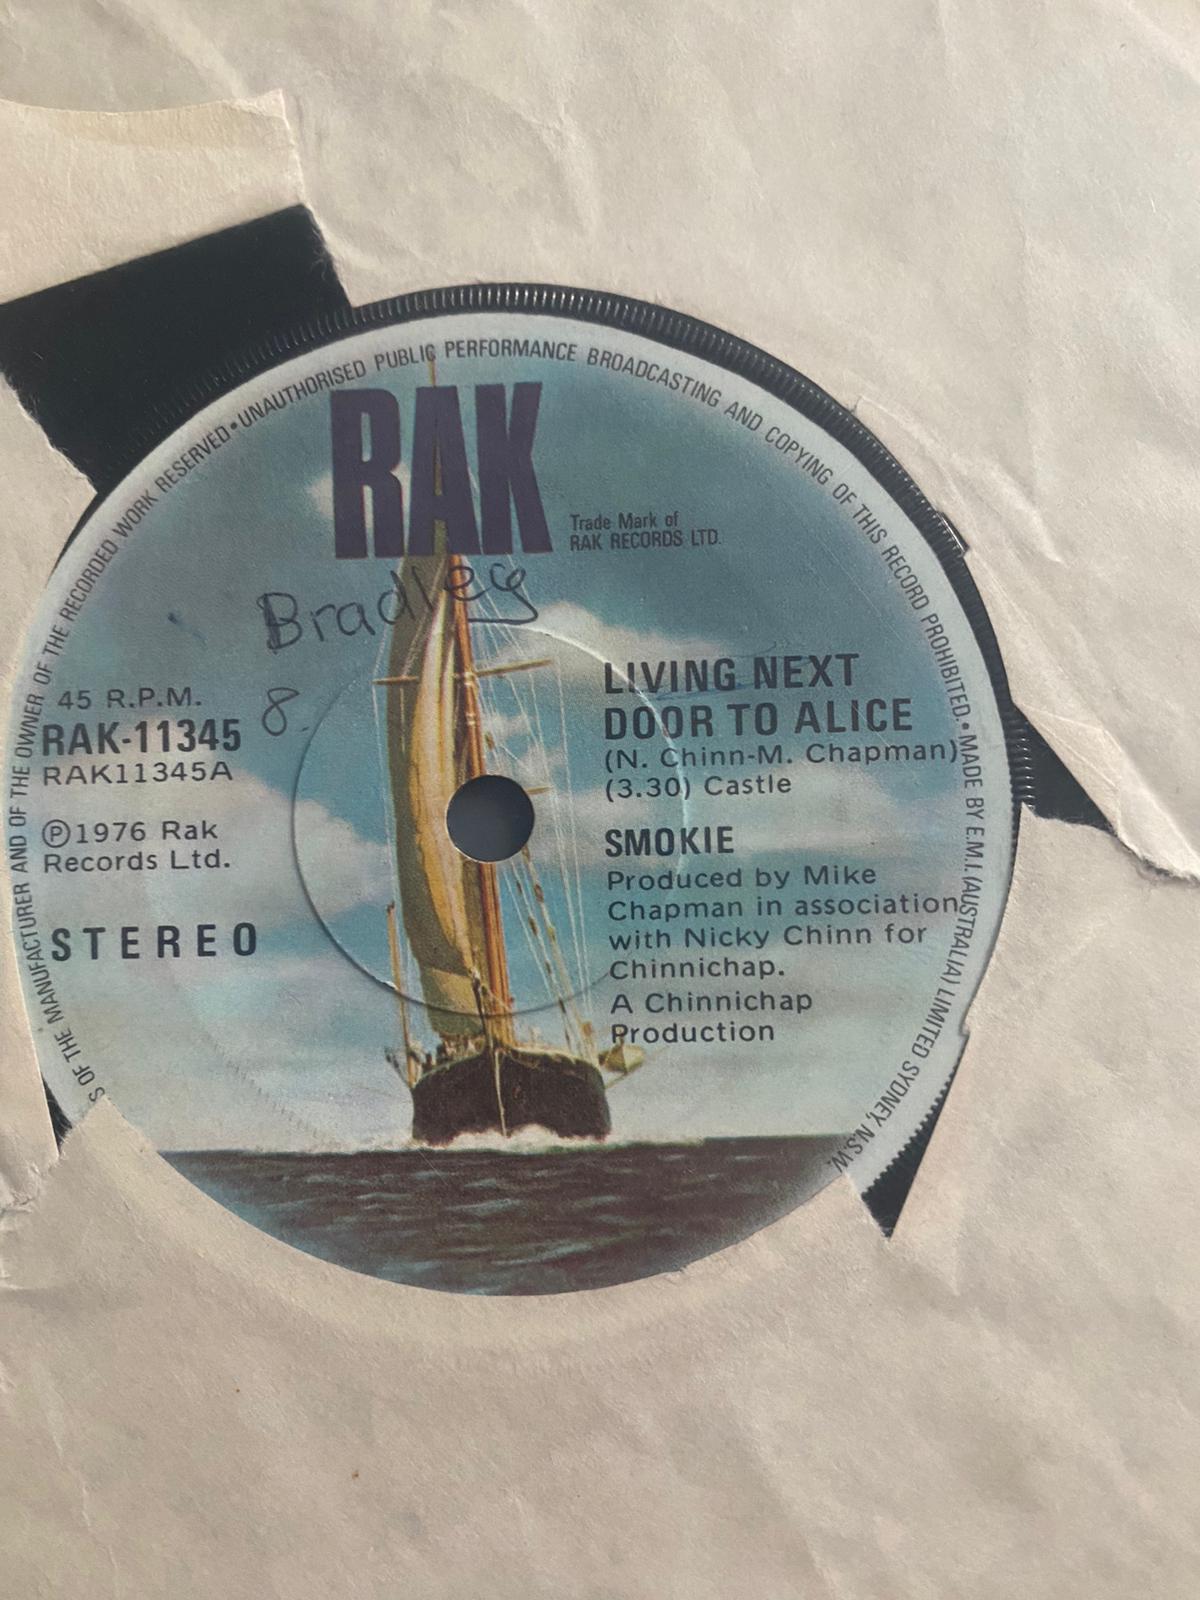 S OF THE MANUFACTURER AND OF THE OWNER OF THE RECORDED WORK RESERVED • UNAUTHORISED PUBLIC PERFORMANCE BROADCASTING AND COPYING OF THIS RECORD PROHIBITED. • MADE BY E.M.I. (AUSTRALIA) LIMITED SYDNEY, N.S.W.
RAK
Trade Mark of
RAK RECORDS LTD.
Bradley
8.
45 R.P.M.
RAK-11345
RAK11345A
Ⓟ1976 Rak
Records Ltd.
STEREO
LIVING NEXT
DOOR TO ALICE
(N. Chinn-M. Chapman)
(3.30) Castle
SMOKIE
Produced by Mike
Chapman in association
with Nicky Chinn for
Chinnichap.
A Chinnichap
Production